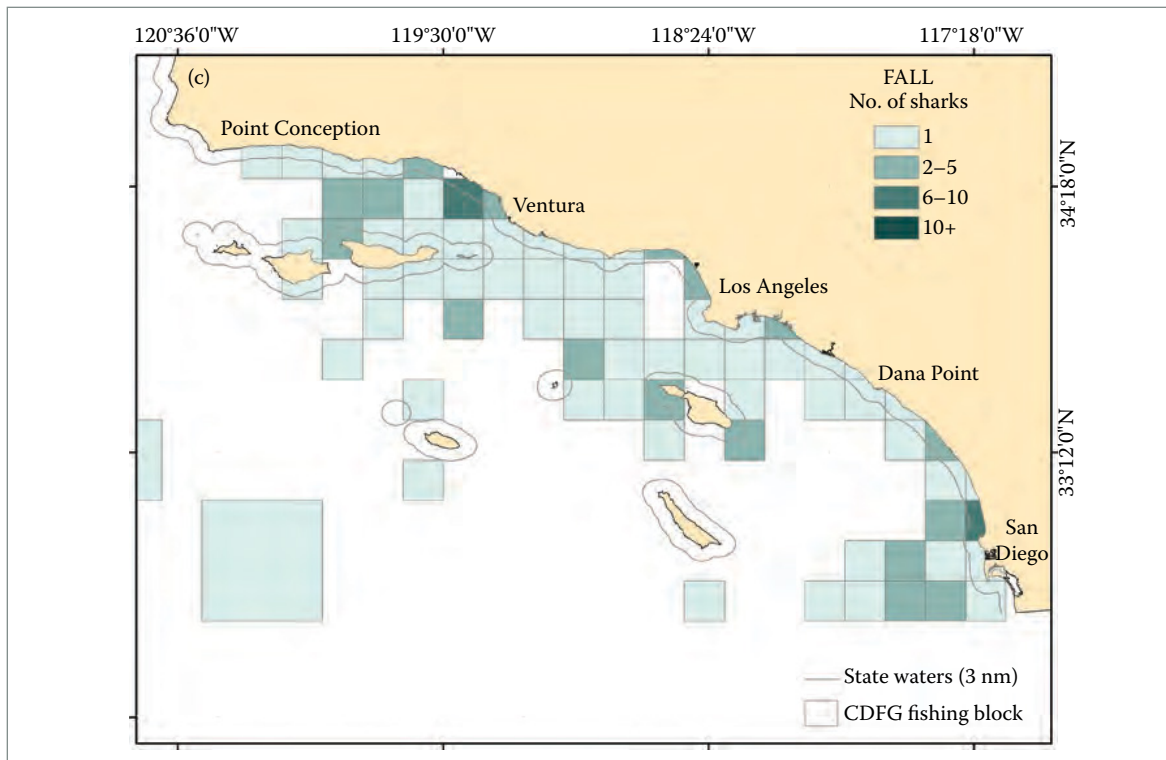 120°36'0"W 119°30'0"W 118°24'0"W 117°18'0"W
(c)
FALL
No. of sharks
1
2–5
6–10
10+
Point Conception
Ventura
Los Angeles
Dana Point
San
Diego
34°18'0"N
33°12'0"N
State waters (3 nm)
CDFG fishing block